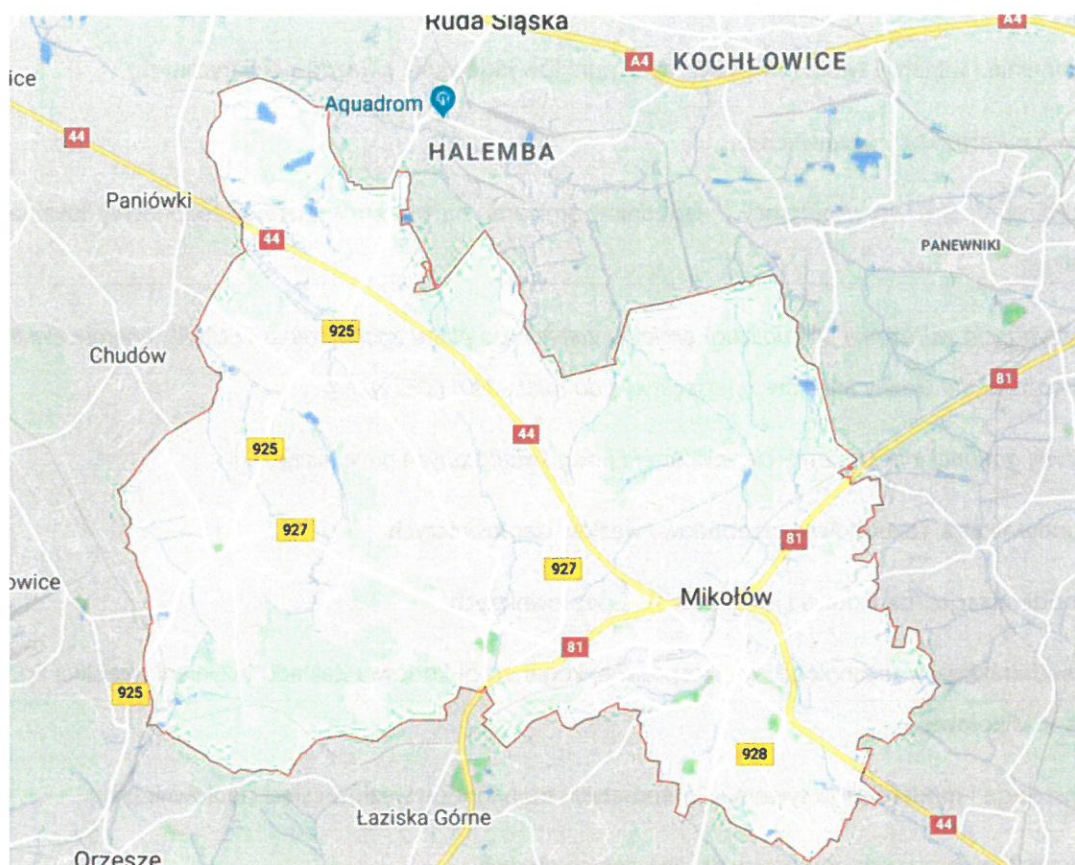 Ruda Śląska
A4
A4
KOCHŁOWICE
ice
Aquadrom
44
HALEMBA
Paniówki
44
PANEWNIKI
925
Chudów
81
44
925
927
81
927
owice
Mikołów
81
925
928
Łaziska Górne
44
Orzesze